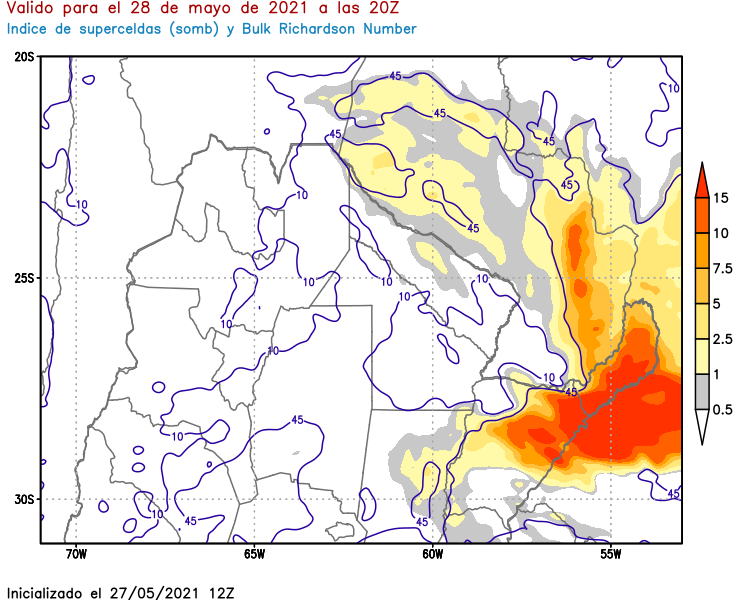 Valido para el 28 de mayo de 2021 a las 20Z
Indice de superceldas (somb) y Bulk Richardson Number
20S
25S
30S
70W
65W
60W
55W
45
45
45
45
45
10
10
45
10
10
10
10
10
10
10
45
45
10
10
45
45
45
15
10
7.5
5
2.5
1
0.5
Inicializado el 27/05/2021 12Z